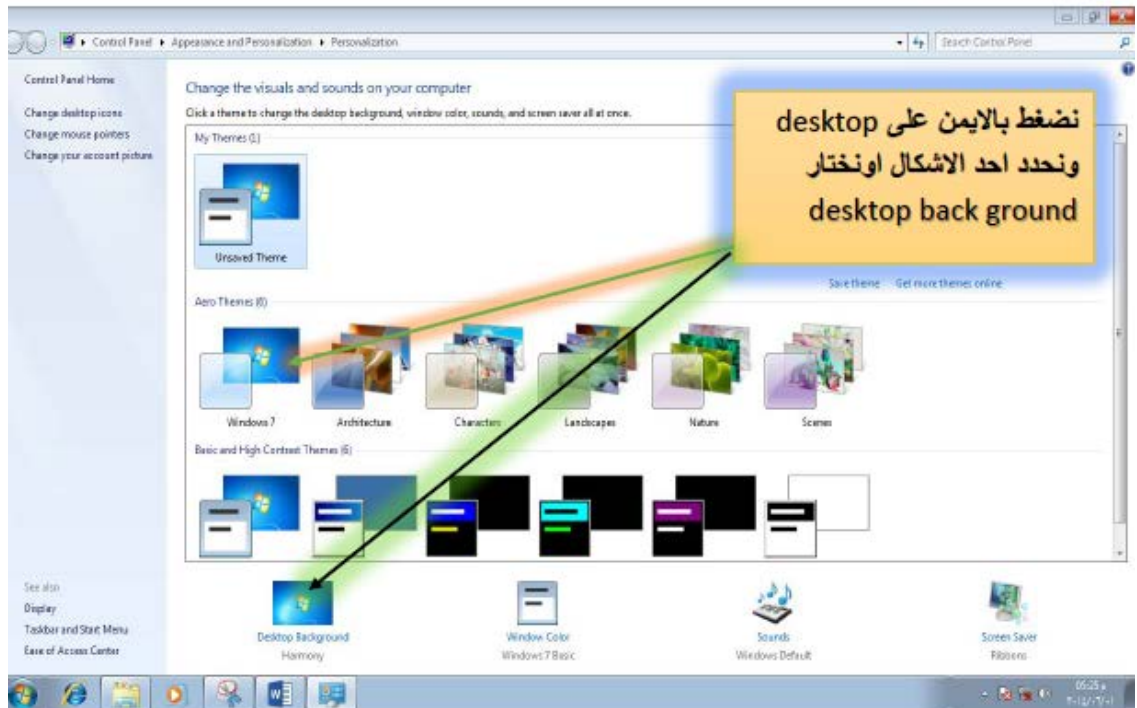 Control Panel ▸ Appearance and Personalization ▸ Personalization
Search Control Panel
Control Panel Home
Change desktop icons
Change mouse pointers
Change your account picture
Change the visuals and sounds on your computer
Click a theme to change the desktop background, window color, sounds, and screen saver all at once.
My Themes (1)
Unsaved Theme
نضغط بالايمن على desktop
ونحدد احد الاشكال اونختار
desktop back ground
Save theme Get more themes online
Aero Themes (6)
Windows 7 Architecture Characters Landscapes Nature Scenes
Basic and High Contrast Themes (6)
See also
Display
Taskbar and Start Menu
Ease of Access Center
Desktop Background Window Color Sounds Screen Saver
Harmony Windows 7 Basic Windows Default Ribbons
05:25 م